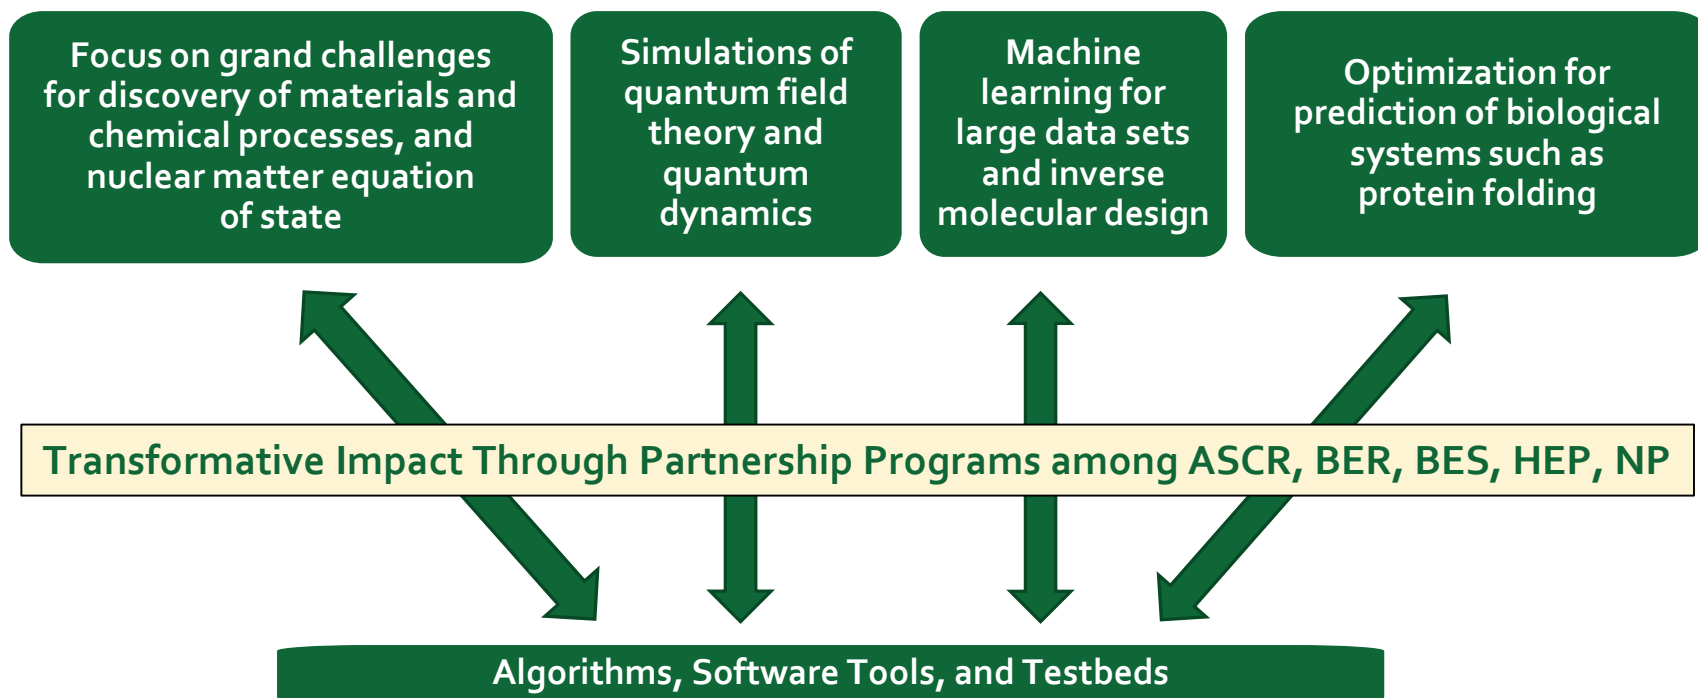 Focus on grand challenges
for discovery of materials and
chemical processes, and
nuclear matter equation
of state
Simulations of
quantum field
theory and
quantum
dynamics
Machine
learning for
large data sets
and inverse
molecular design
Optimization for
prediction of biological
systems such as
protein folding
Transformative Impact Through Partnership Programs among ASCR, BER, BES, HEP, NP
Algorithms, Software Tools, and Testbeds